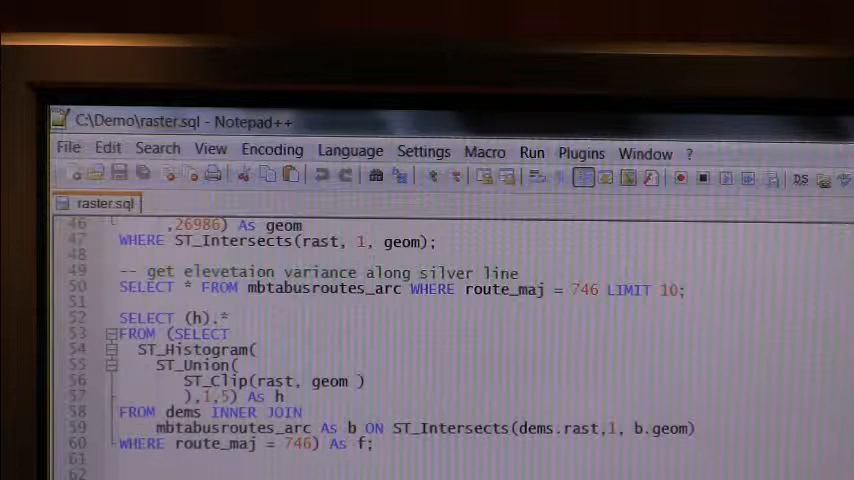 C:\Demo\raster.sql - Notepad++
File Edit Search View Encoding Language Settings Macro Run Plugins Window ?
DS
raster.sql
46 ,26986) As geom
47 WHERE ST_Intersects(rast, 1, geom);
48
49 -- get elevetaion variance along silver line
50 SELECT * FROM mbtabusroutes_arc WHERE route_maj = 746 LIMIT 10;
51
52 SELECT (h).*
53 FROM (SELECT
54 ST_Histogram(
55 ST_Union(
56 ST_Clip(rast, geom )
57 ),1,5) As h
58 FROM dems INNER JOIN
59 mbtabusroutes_arc As b ON ST_Intersects(dems.rast,1, b.geom)
60 WHERE route_maj = 746) As f;
61
62